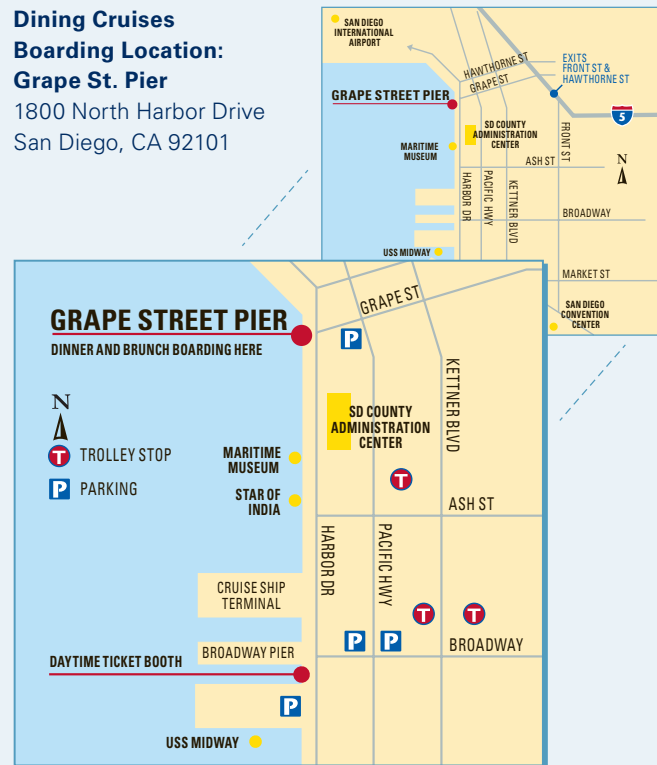 Dining Cruises
Boarding Location:
Grape St. Pier
1800 North Harbor Drive
San Diego, CA 92101
SAN DIEGO
INTERNATIONAL
AIRPORT
HAWTHORNE ST
GRAPE ST
EXITS
FRONT ST &
HAWTHORNE ST
5
GRAPE STREET PIER
SD COUNTY
ADMINISTRATION
CENTER
MARITIME
MUSEUM
FRONT ST
N
ASH ST
HARBOR DR
PACIFIC HWY
KETTNER BLVD
BROADWAY
USS MIDWAY
MARKET ST
SAN DIEGO
CONVENTION
CENTER
GRAPE ST
GRAPE STREET PIER
DINNER AND BRUNCH BOARDING HERE
P
KETTNER BLVD
N
SD COUNTY
ADMINISTRATION
CENTER
T TROLLEY STOP
MARITIME
MUSEUM
P PARKING
T
STAR OF
INDIA
ASH ST
HARBOR DR
PACIFIC HWY
CRUISE SHIP
TERMINAL
T
T
P
P
BROADWAY
BROADWAY PIER
DAYTIME TICKET BOOTH
P
USS MIDWAY